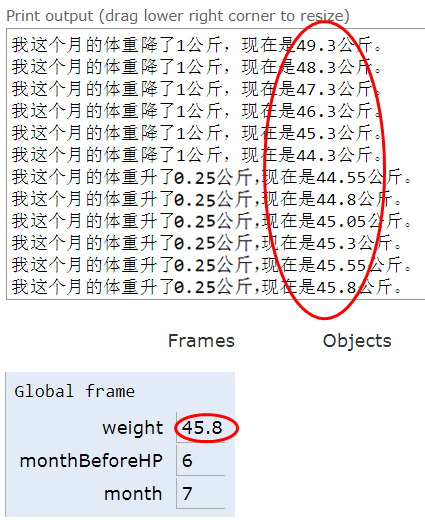 Print output (drag lower right corner to resize)
我这个月的体重降了1公斤，现在是49.3公斤。
我这个月的体重降了1公斤，现在是48.3公斤。
我这个月的体重降了1公斤，现在是47.3公斤。
我这个月的体重降了1公斤，现在是46.3公斤。
我这个月的体重降了1公斤，现在是45.3公斤。
我这个月的体重降了1公斤，现在是44.3公斤。
我这个月的体重升了0.25公斤,现在是44.55公斤。
我这个月的体重升了0.25公斤,现在是44.8公斤。
我这个月的体重升了0.25公斤,现在是45.05公斤。
我这个月的体重升了0.25公斤,现在是45.3公斤。
我这个月的体重升了0.25公斤,现在是45.55公斤。
我这个月的体重升了0.25公斤,现在是45.8公斤。
Frames Objects
Global frame
weight 45.8
monthBeforeHP 6
month 7